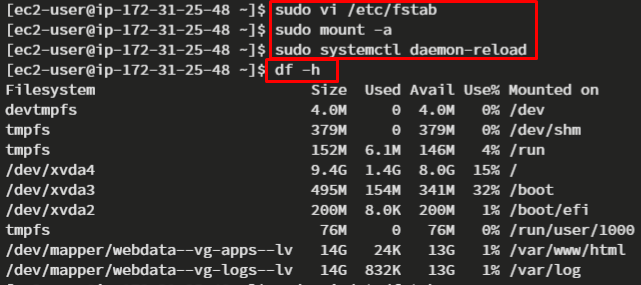 [ec2-user@ip-172-31-25-48 ~]$ sudo vi /etc/fstab
[ec2-user@ip-172-31-25-48 ~]$ sudo mount -a
[ec2-user@ip-172-31-25-48 ~]$ sudo systemctl daemon-reload
[ec2-user@ip-172-31-25-48 ~]$ df -h
Filesystem Size Used Avail Use% Mounted on
devtmpfs 4.0M 0 4.0M 0% /dev
tmpfs 379M 0 379M 0% /dev/shm
tmpfs 152M 6.1M 146M 4% /run
/dev/xvda4 9.4G 1.4G 8.0G 15% /
/dev/xvda3 495M 154M 341M 32% /boot
/dev/xvda2 200M 8.0K 200M 1% /boot/efi
tmpfs 76M 0 76M 0% /run/user/1000
/dev/mapper/webdata--vg-apps--lv 14G 24K 13G 1% /var/www/html
/dev/mapper/webdata--vg-logs--lv 14G 832K 13G 1% /var/log